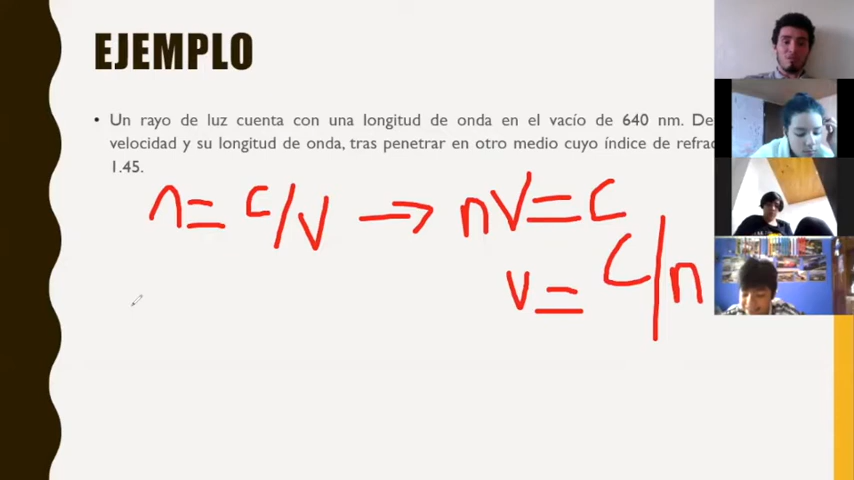 EJEMPLO
• Un rayo de luz cuenta con una longitud de onda en el vacío de 640 nm. De
velocidad y su longitud de onda, tras penetrar en otro medio cuyo índice de refrac
1.45.
n = c/v → nv = c
v = c/n